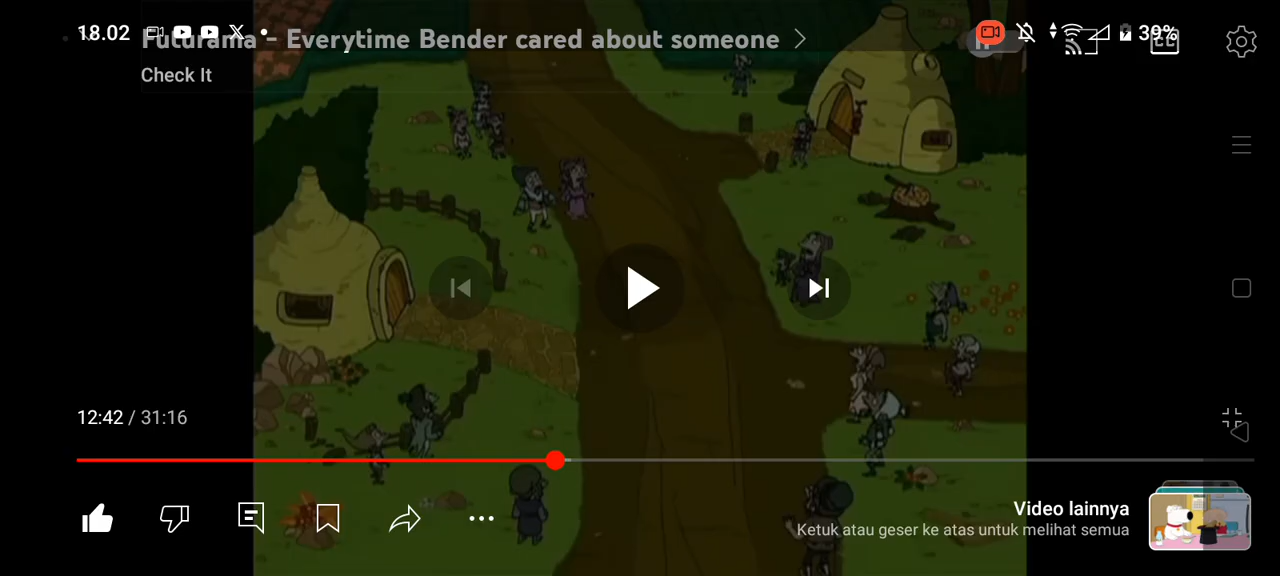 18.02
39%
Futurama - Everytime Bender cared about someone
Check It
12:42 / 31:16
Video lainnya
Ketuk atau geser ke atas untuk melihat semua